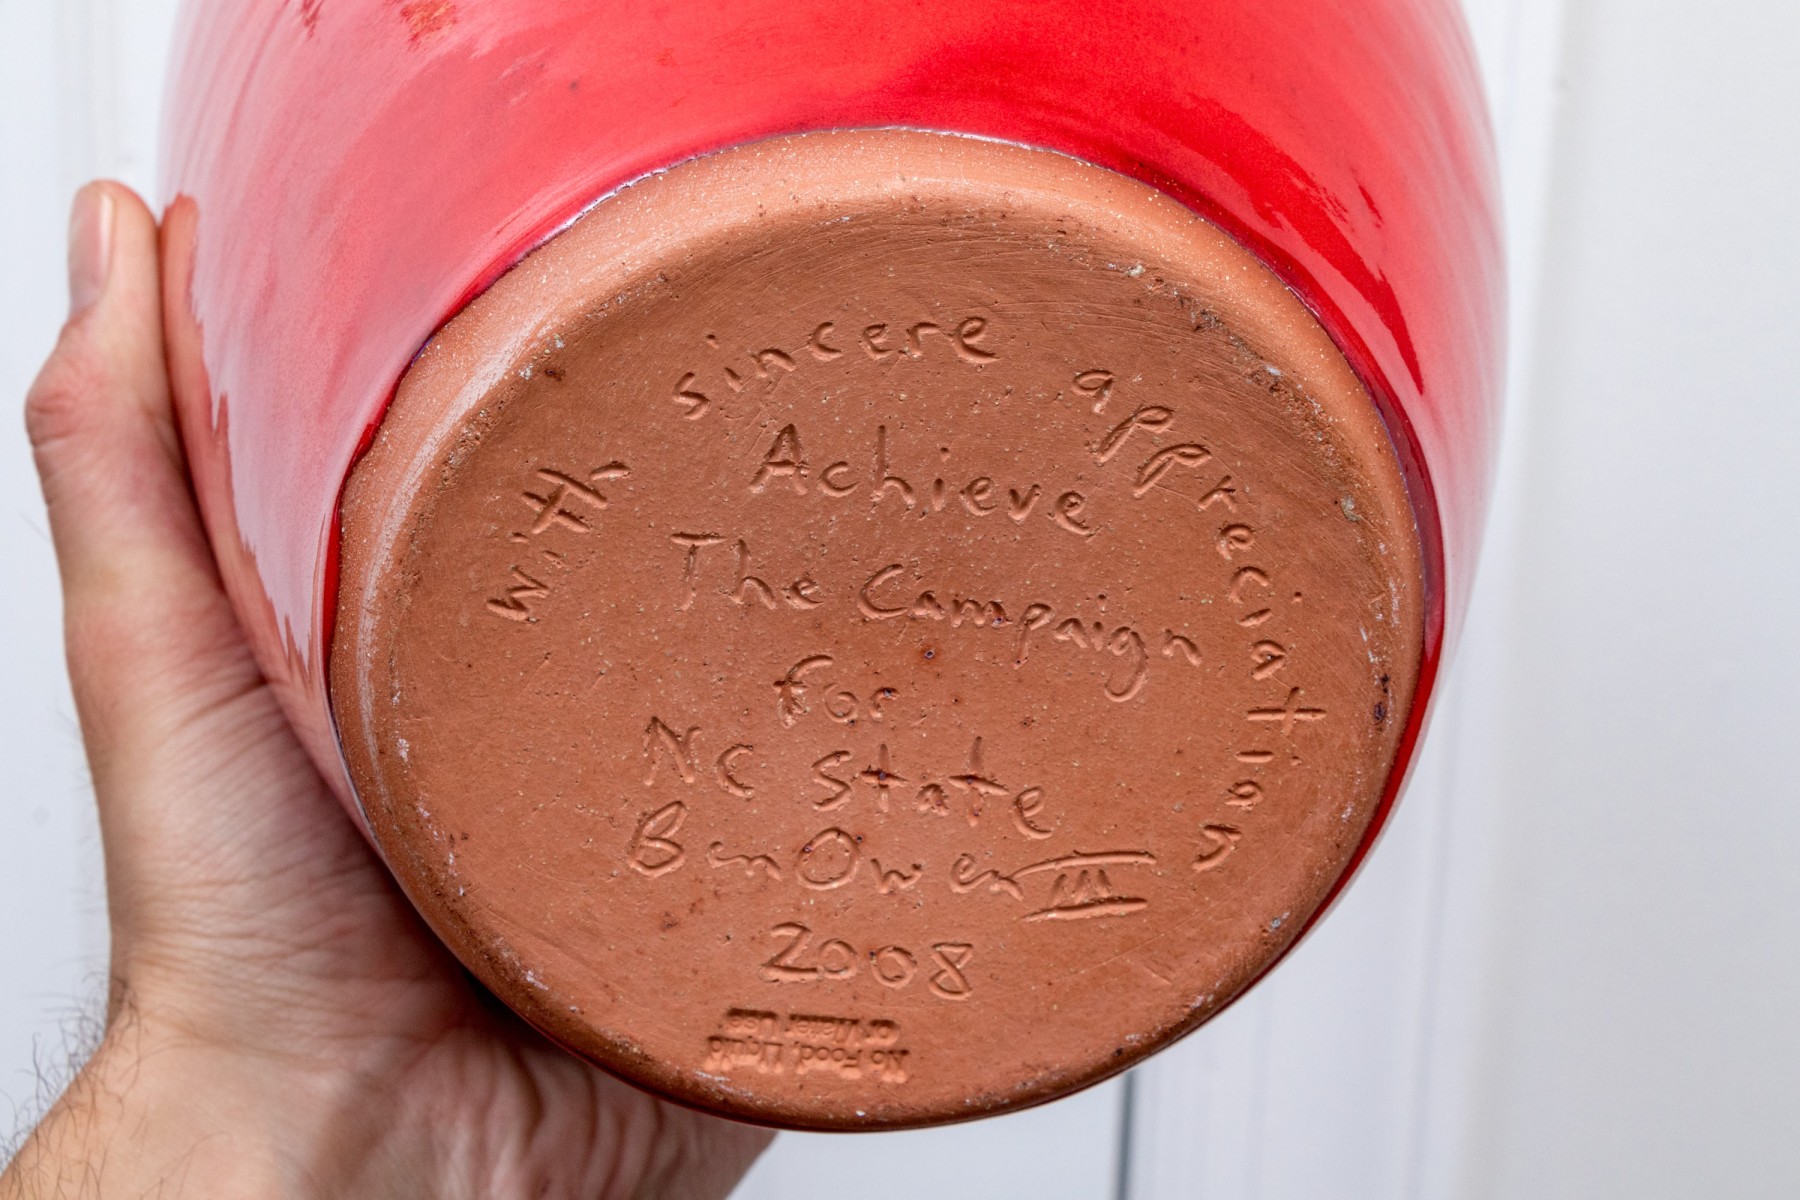 with sincere appreciation
Achieve
The Campaign
for
NC State
Ben Owen III
2008
No Food, Liquid
or Water Use